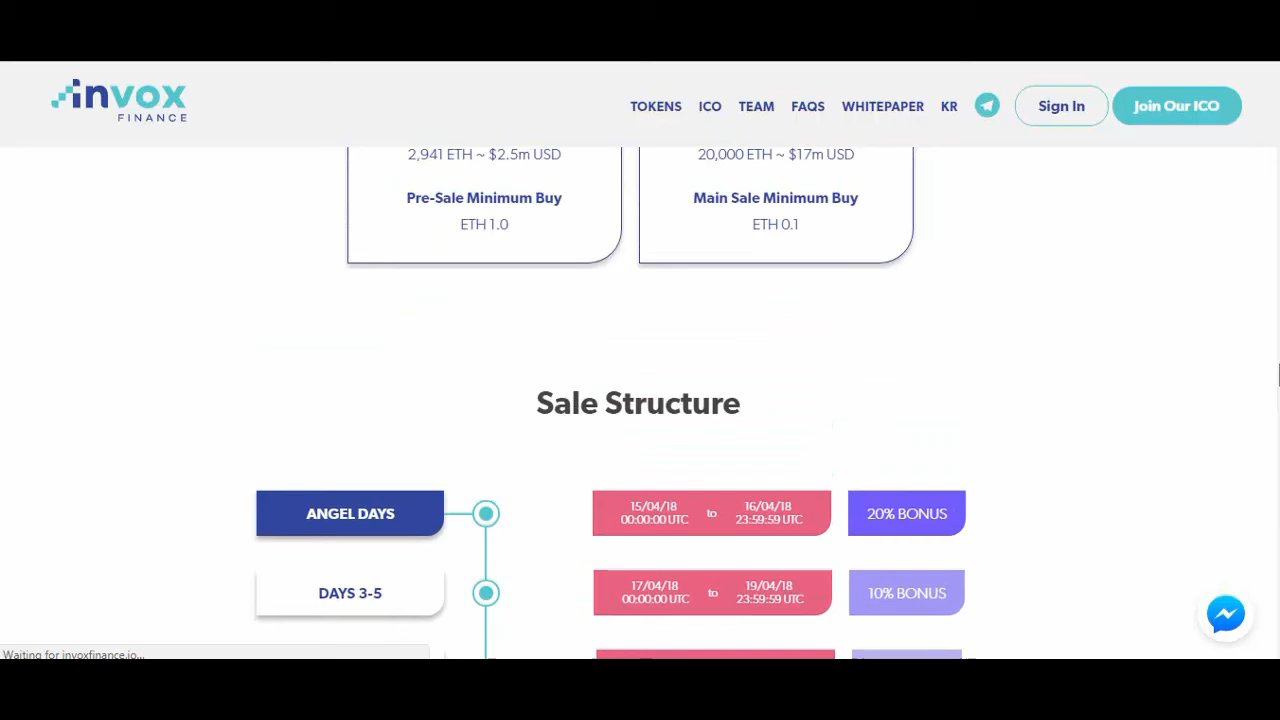 invox
FINANCE
TOKENS ICO TEAM FAQS WHITEPAPER KR Sign In Join Our ICO
2,941 ETH ~ $2.5m USD
20,000 ETH ~ $17m USD
Pre-Sale Minimum Buy
Main Sale Minimum Buy
ETH 1.0
ETH 0.1
Sale Structure
ANGEL DAYS
15/04/18
00:00:00 UTC
to
16/04/18
23:59:59 UTC
20% BONUS
DAYS 3-5
17/04/18
00:00:00 UTC
to
19/04/18
23:59:59 UTC
10% BONUS
Waiting for invoxfinance.io...